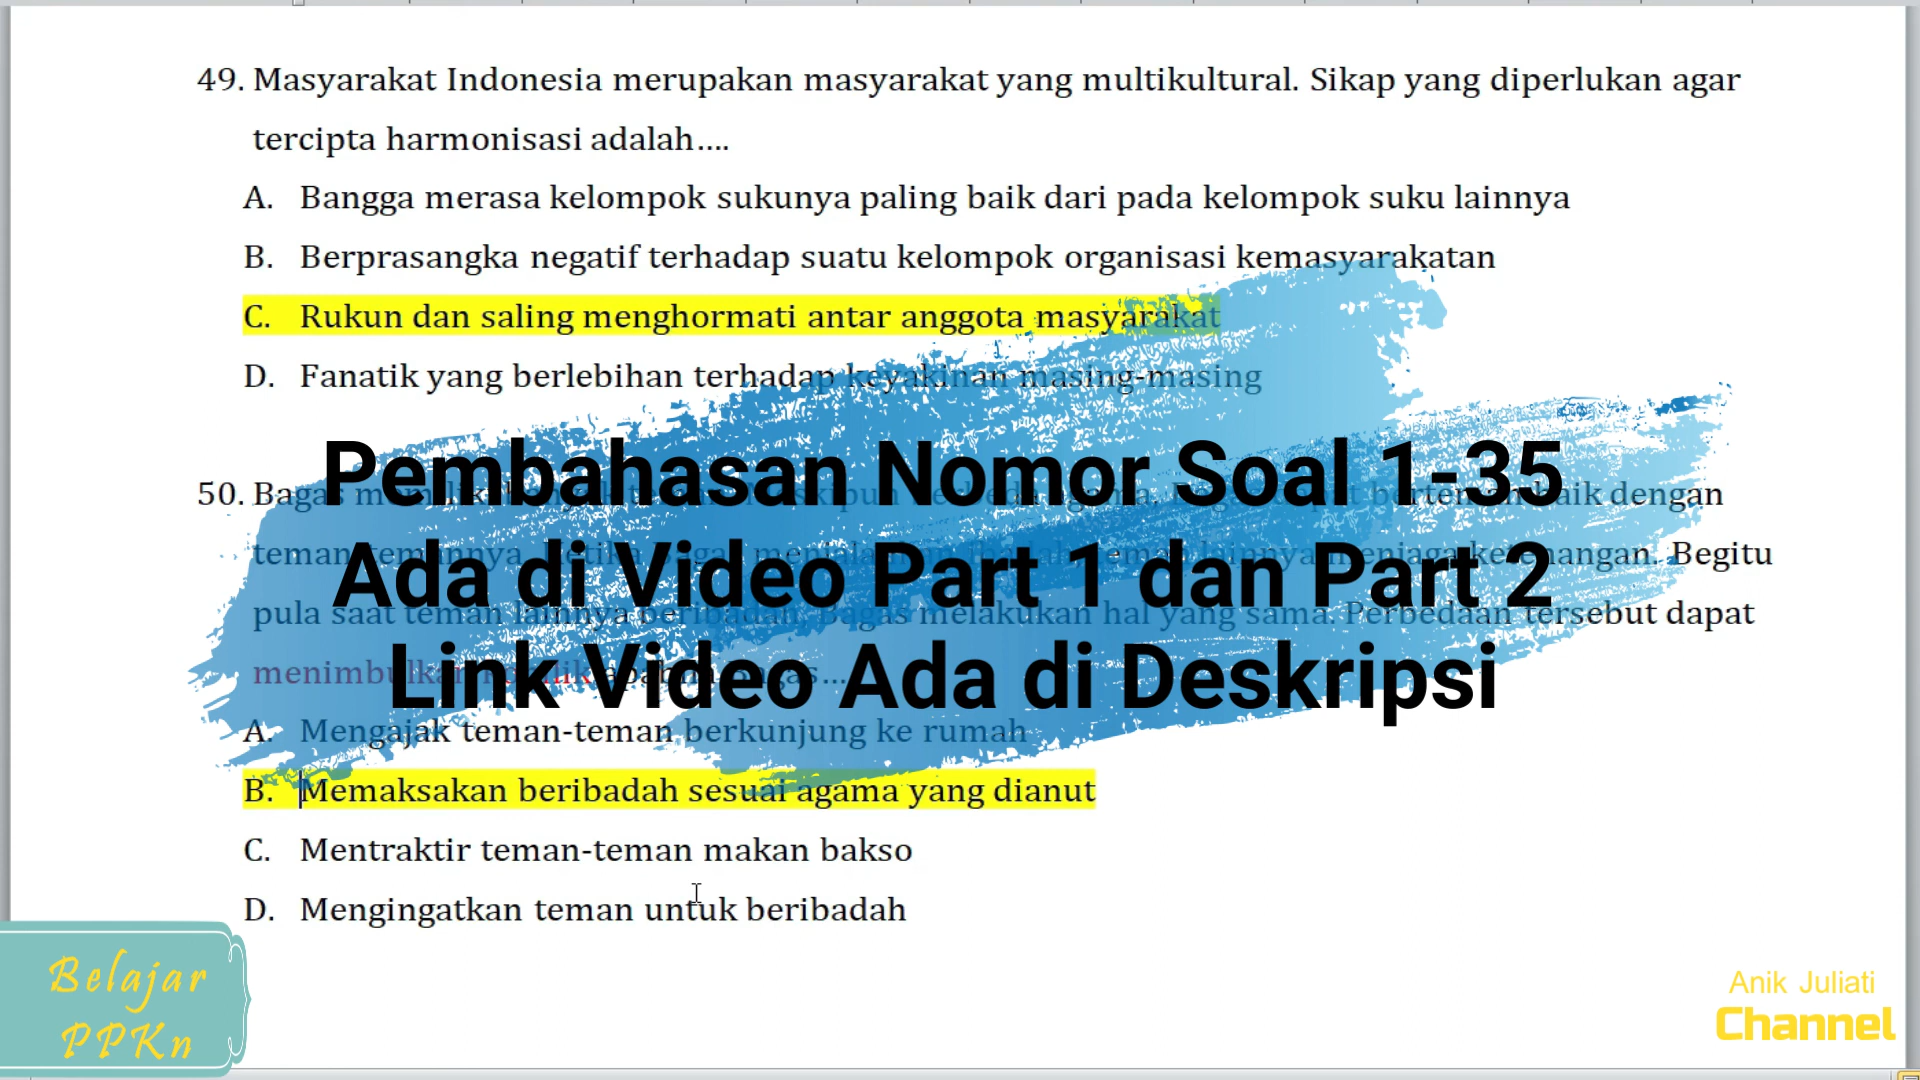 49. Masyarakat Indonesia merupakan masyarakat yang multikultural. Sikap yang diperlukan agar
tercipta harmonisasi adalah....
A. Bangga merasa kelompok sukunya paling baik dari pada kelompok suku lainnya
B. Berprasangka negatif terhadap suatu kelompok organisasi kemasyarakatan
C. Rukun dan saling menghormati antar anggota masyarakat
D. Fanatik yang berlebihan terhadap keyakinan masing-masing
Pembahasan Nomor Soal 1-35
Ada di Video Part 1 dan Part 2
Link Video Ada di Deskripsi
50. Bagas baik dengan
Begitu
pula saat teman lainnya beribadah, Bagas melakukan hal yang sama. Perbedaan tersebut dapat
menimbulkan
A. Mengajak teman-teman berkunjung ke rumah
B. Memaksakan beribadah sesuai agama yang dianut
C. Mentraktir teman-teman makan bakso
D. Mengingatkan teman untuk beribadah
Belajar
PPKn
Anik Juliati
Channel